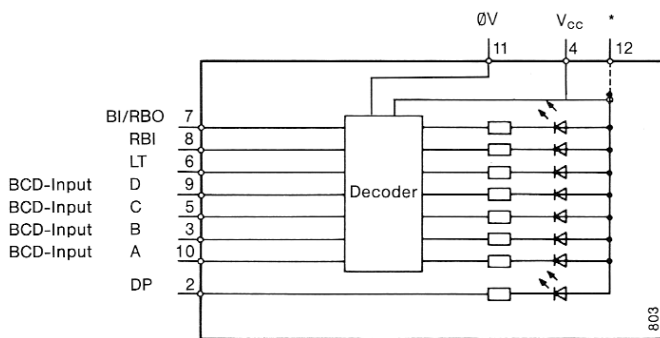 ØV Vcc *
11 4 12
BI/RBO 7
RBI 8
LT 6
BCD-Input D 9
BCD-Input C 5
BCD-Input B 3
BCD-Input A 10
DP 2
Decoder
803